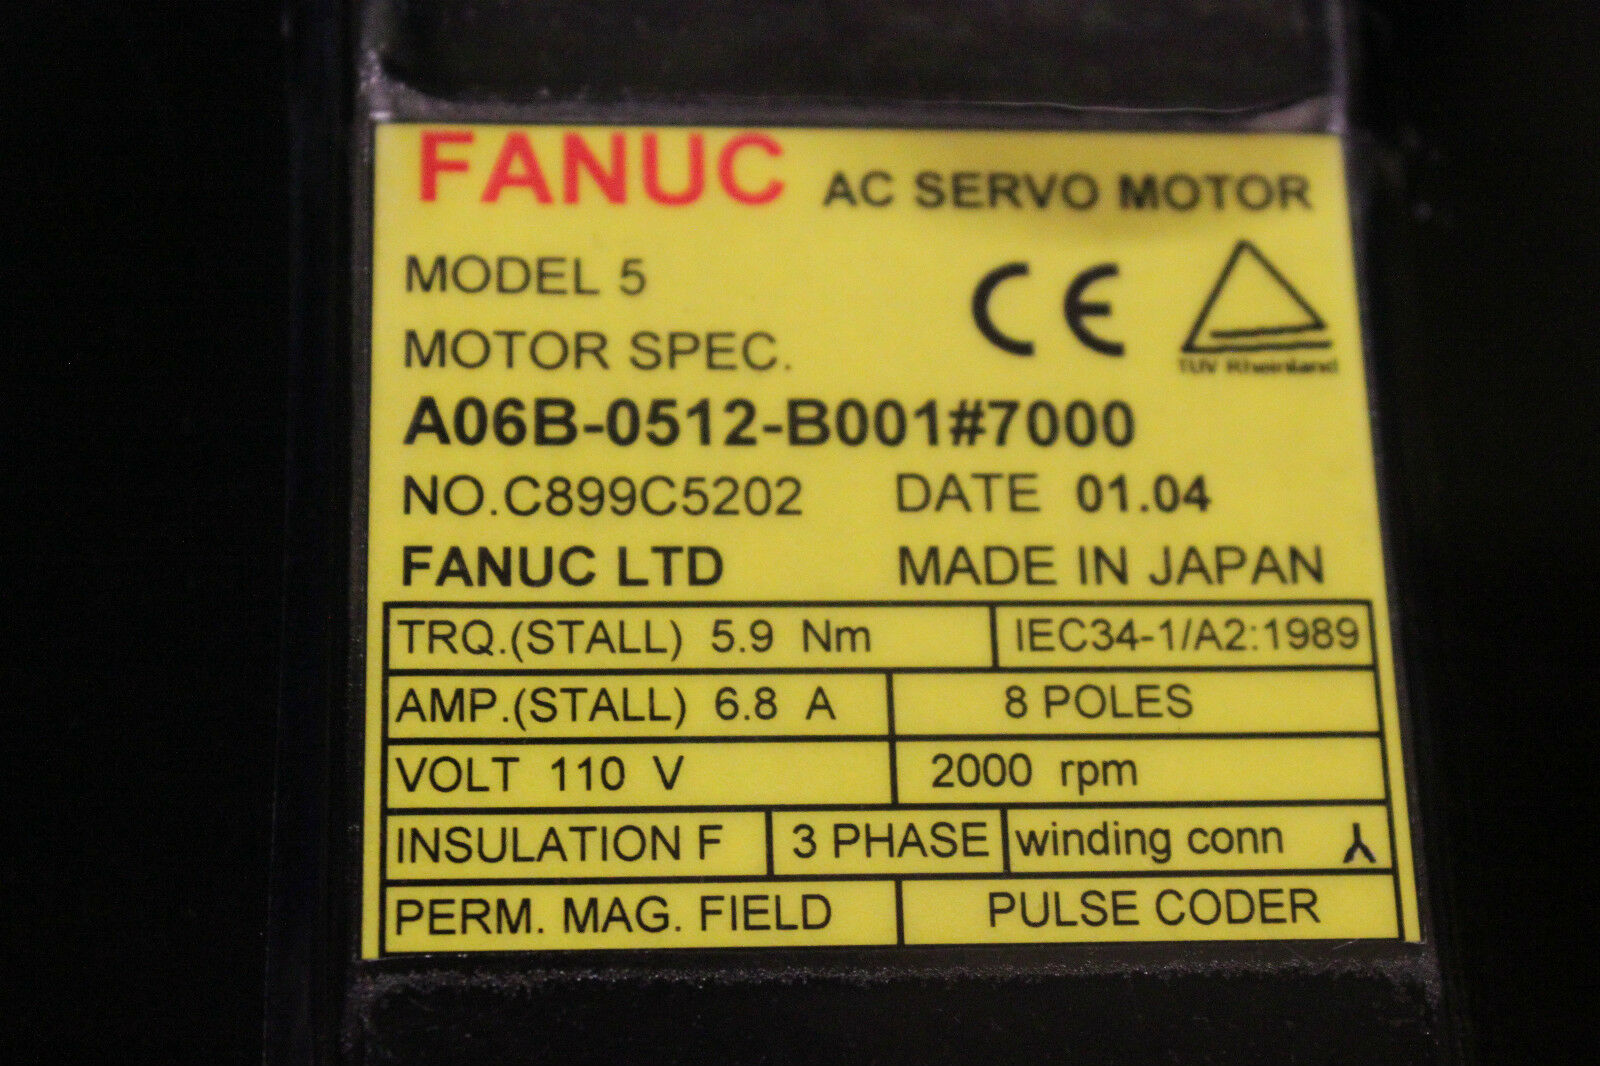 FANUC AC SERVO MOTOR
MODEL 5
CE
MOTOR SPEC.
TUV Rheinland
A06B-0512-B001#7000
NO.C899C5202 DATE 01.04
FANUC LTD MADE IN JAPAN
TRQ.(STALL) 5.9 Nm IEC34-1/A2:1989
AMP.(STALL) 6.8 A 8 POLES
VOLT 110 V 2000 rpm
INSULATION F 3 PHASE winding conn
PERM. MAG. FIELD PULSE CODER